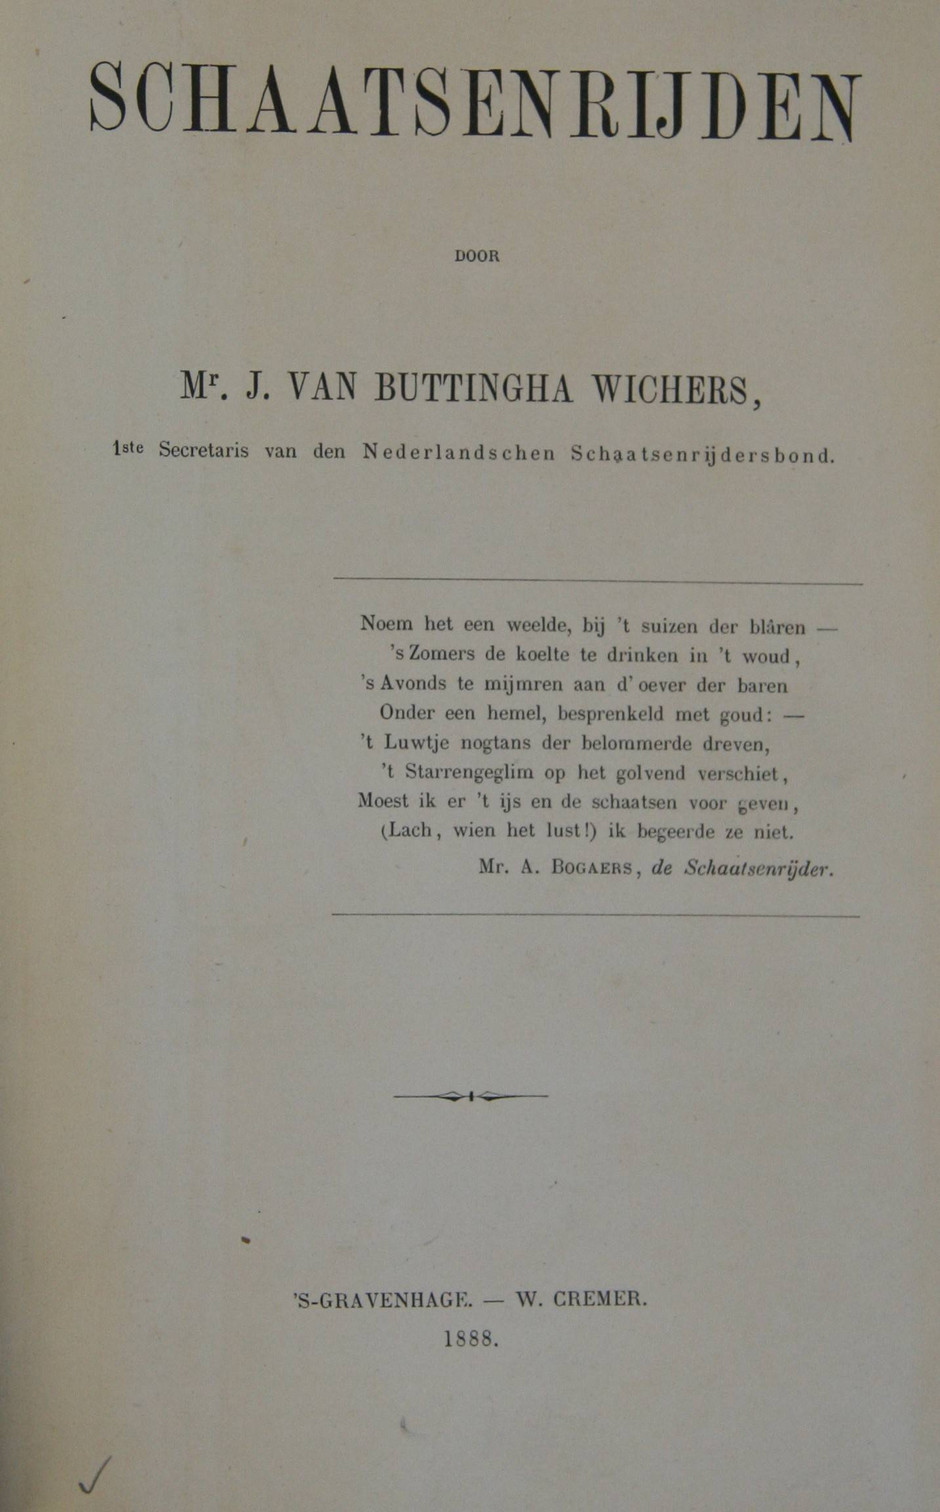 SCHAATSENRIJDEN
DOOR
Mr. J. VAN BUTTINGHA WICHERS,
1ste Secretaris van den Nederlandschen Schaatsenrijdersbond.
Noem het een weelde, bij 't suizen der blâren —
's Zomers de koelte te drinken in 't woud,
's Avonds te mijmren aan d' oever der baren
Onder een hemel, besprenkeld met goud: —
't Luwtje nogtans der belommerde dreven,
't Starrengeglim op het golvend verschiet,
Moest ik er 't ijs en de schaatsen voor geven,
(Lach, wien het lust!) ik begeerde ze niet.
Mr. A. BOGAERS, de Schaatsenrijder.
'S-GRAVENHAGE. — W. CREMER.
1888.